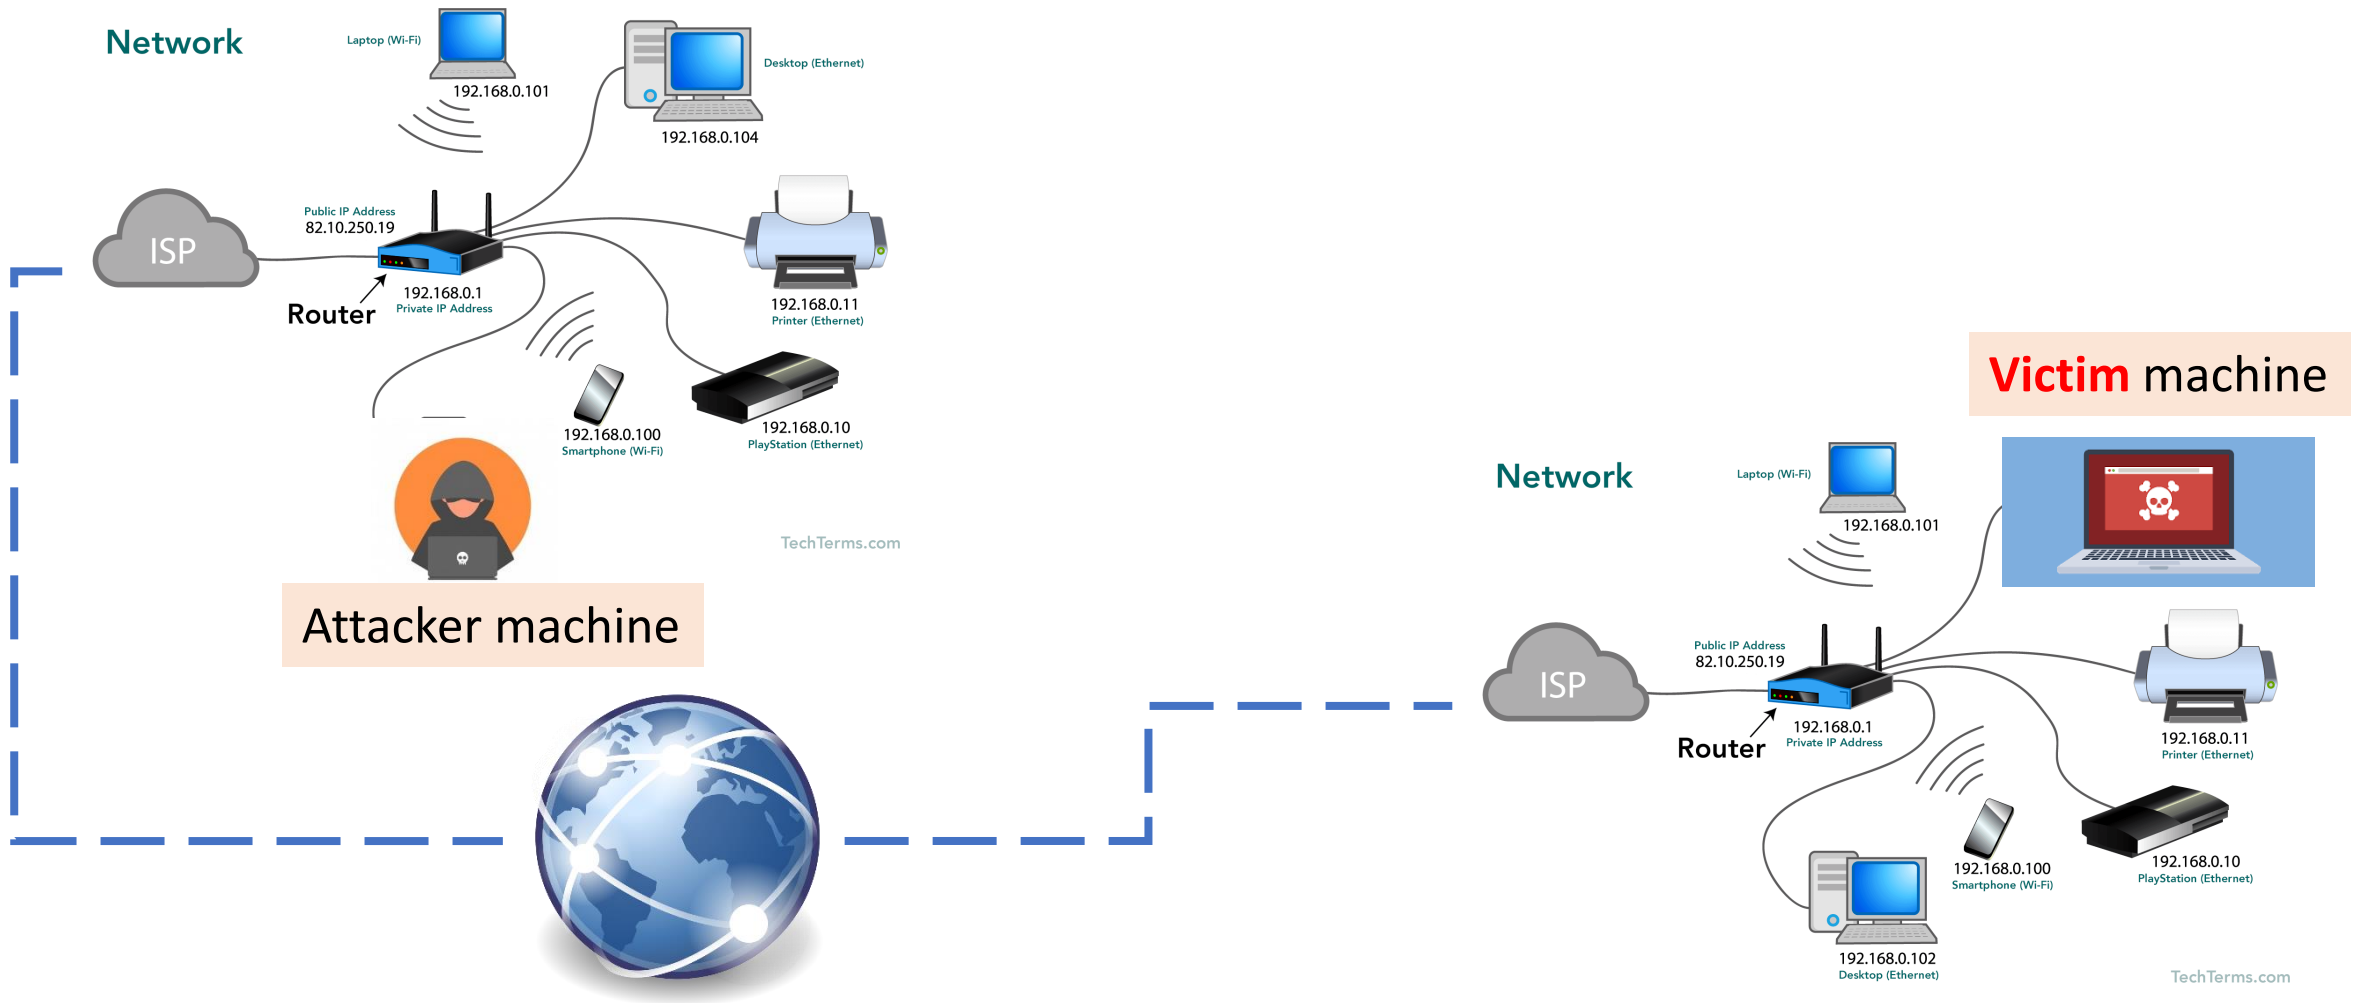 Network
Laptop (Wi-Fi)
192.168.0.101
Desktop (Ethernet)
192.168.0.104
ISP
Public IP Address
82.10.250.19
Router
192.168.0.1
Private IP Address
192.168.0.11
Printer (Ethernet)
192.168.0.10
PlayStation (Ethernet)
192.168.0.100
Smartphone (Wi-Fi)
TechTerms.com
Attacker machine
Victim machine
Network
Laptop (Wi-Fi)
192.168.0.101
ISP
Public IP Address
82.10.250.19
Router
192.168.0.1
Private IP Address
192.168.0.11
Printer (Ethernet)
192.168.0.10
PlayStation (Ethernet)
192.168.0.100
Smartphone (Wi-Fi)
192.168.0.102
Desktop (Ethernet)
TechTerms.com